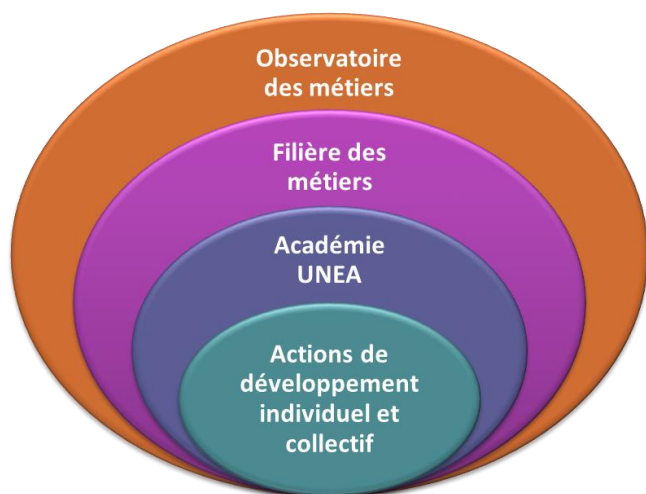 Observatoire
des métiers
Filière des
métiers
Académie
UNEA
Actions de
développement
individuel et
collectif